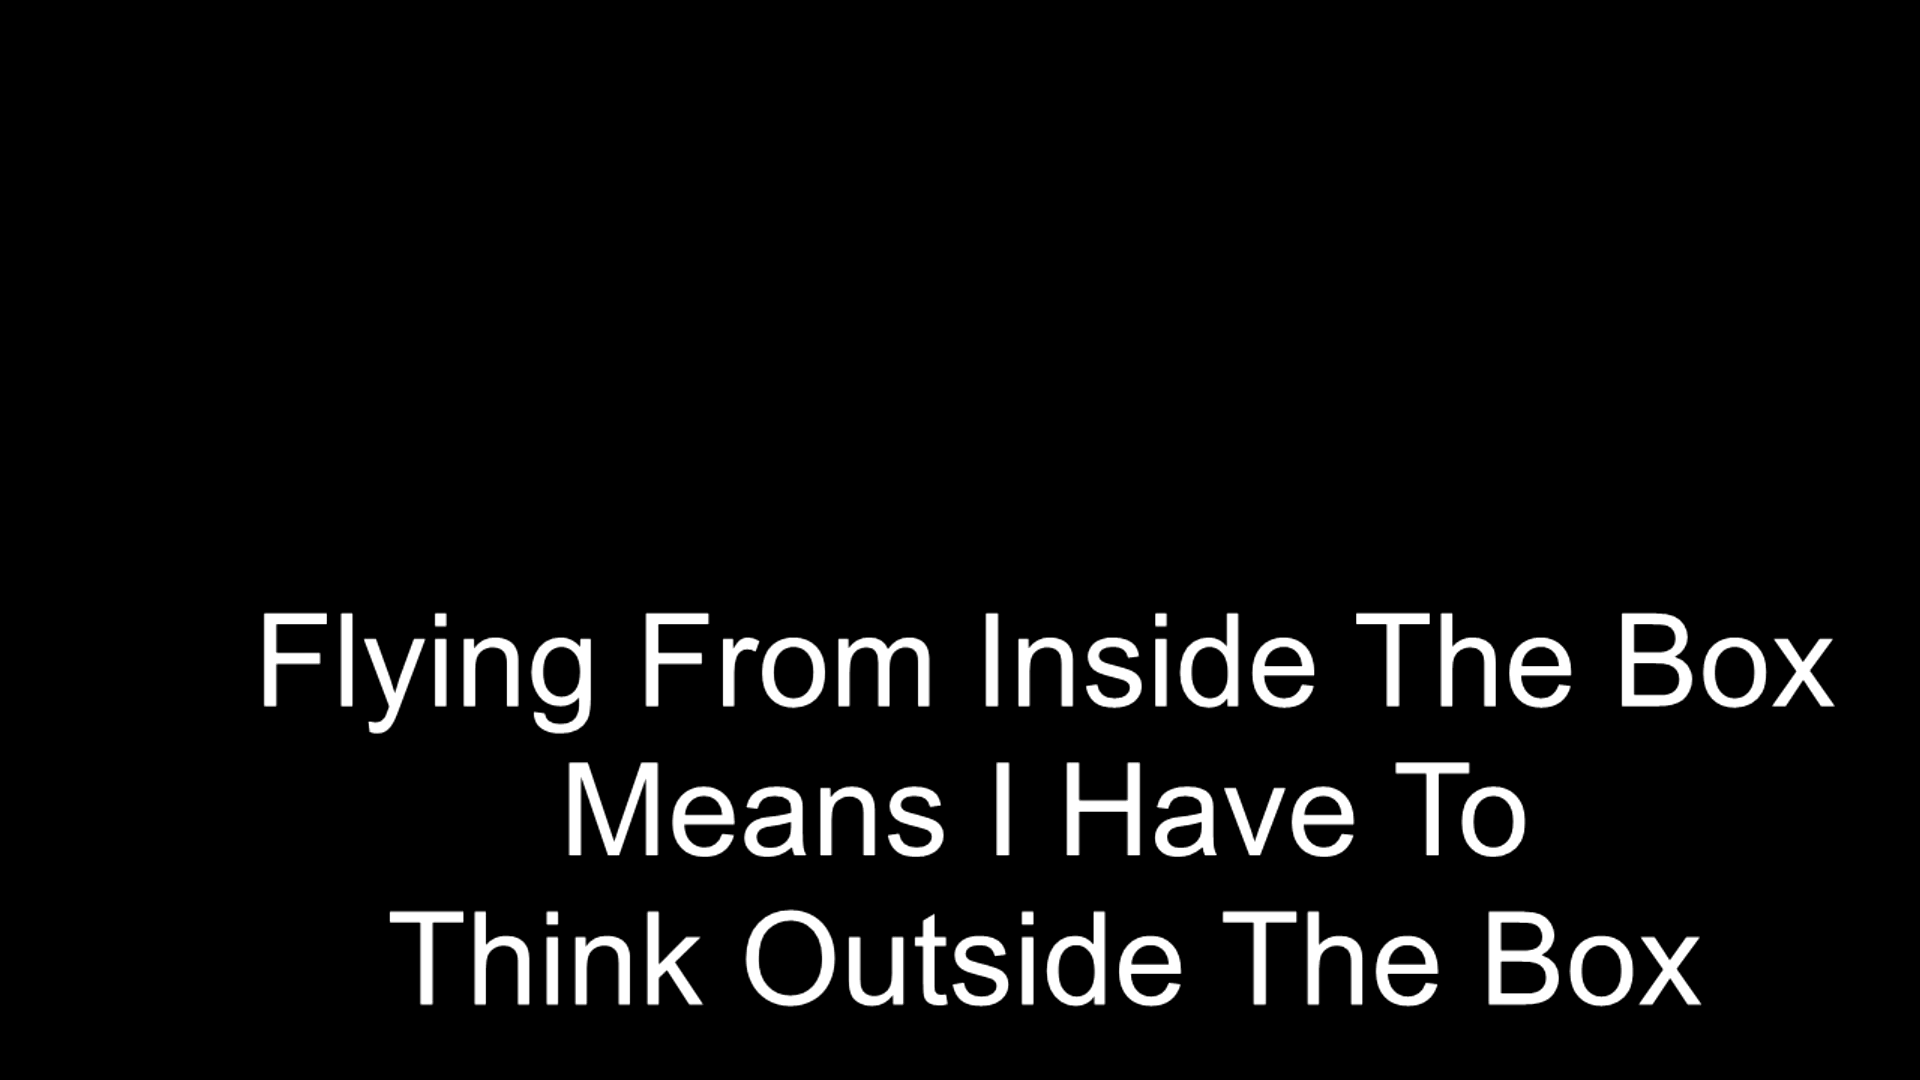 Flying From Inside The Box
Means I Have To
Think Outside The Box